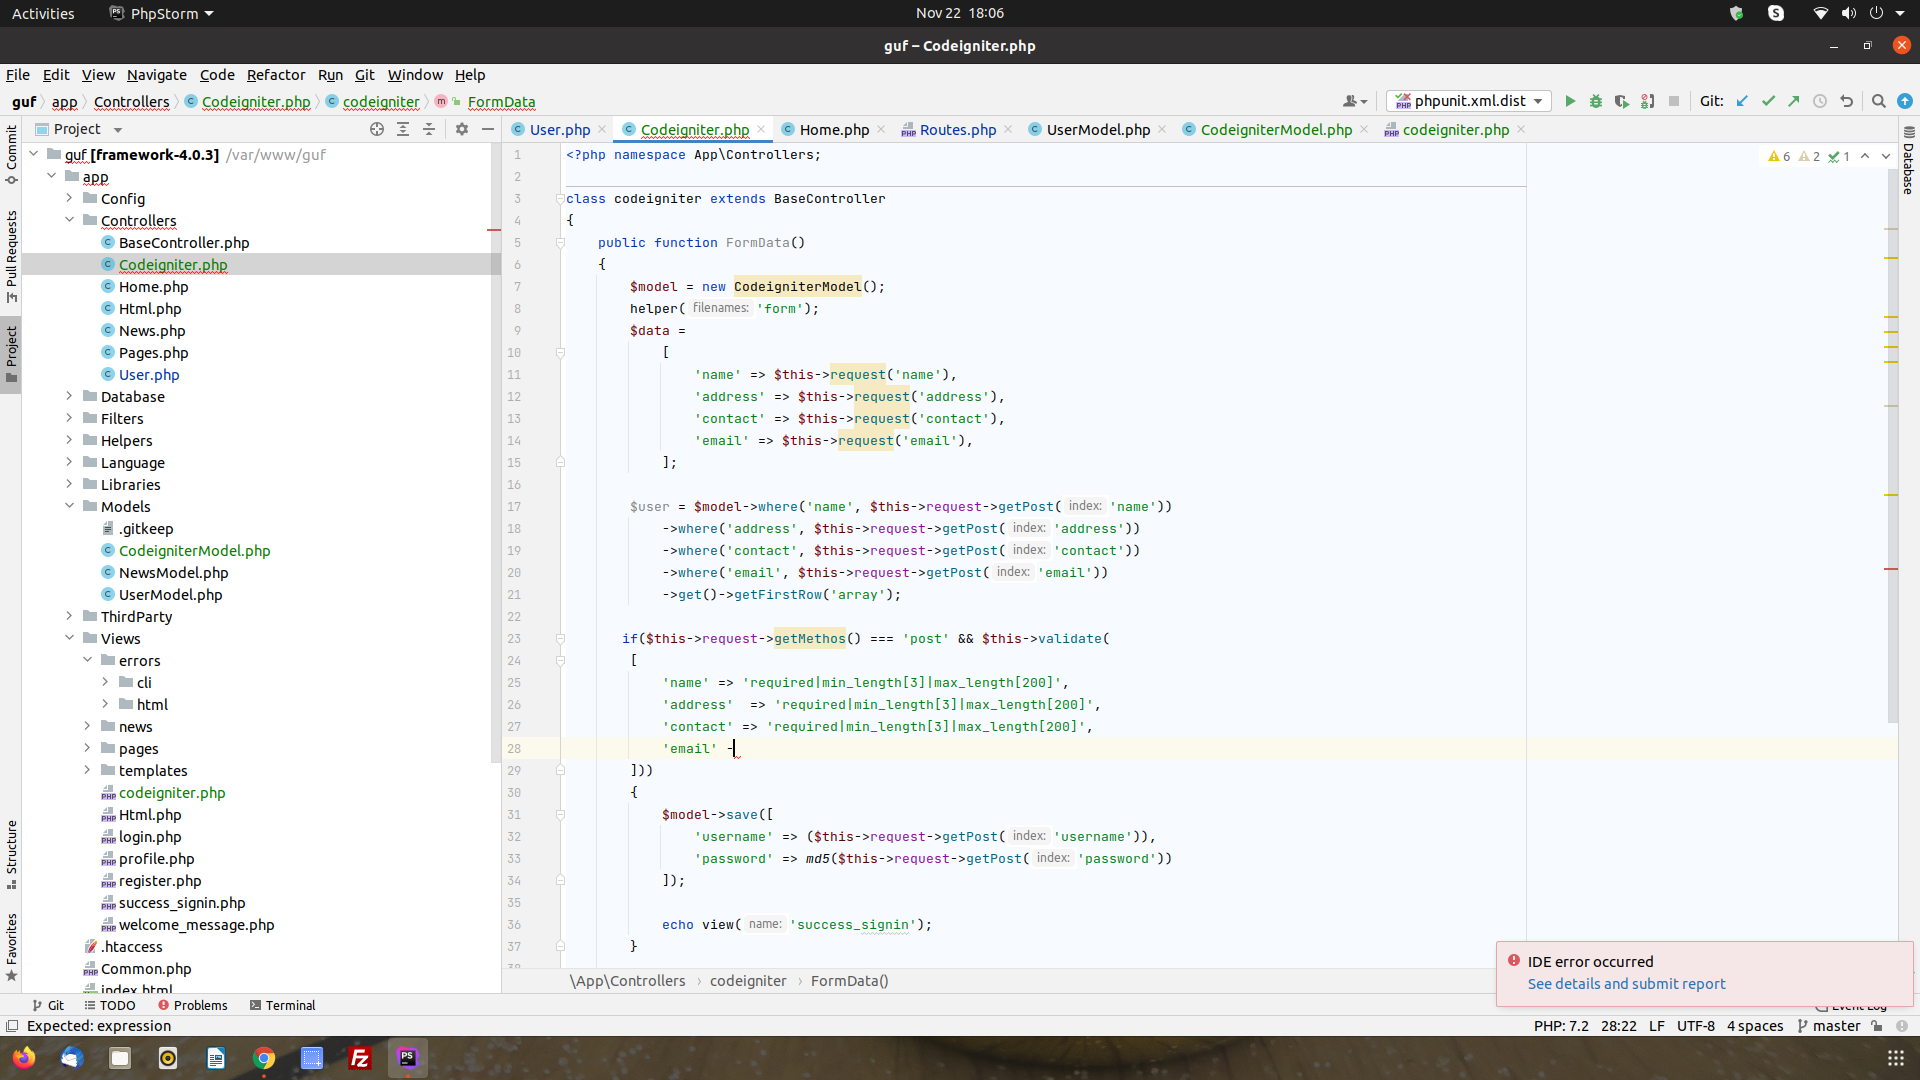 Activities PhpStorm Nov 22 18:06
guf – Codeigniter.php
File Edit View Navigate Code Refactor Run Git Window Help
guf app Controllers Codeigniter.php codeigniter FormData phpunit.xml.dist Git:
Project User.php Codeigniter.php Home.php Routes.php UserModel.php CodeigniterModel.php codeigniter.php
Commit
Pull Requests
Project
Structure
Favorites
Database
guf [framework-4.0.3] /var/www/guf
app
Config
Controllers
BaseController.php
Codeigniter.php
Home.php
Html.php
News.php
Pages.php
User.php
Database
Filters
Helpers
Language
Libraries
Models
.gitkeep
CodeigniterModel.php
NewsModel.php
UserModel.php
ThirdParty
Views
errors
cli
html
news
pages
templates
codeigniter.php
Html.php
login.php
profile.php
register.php
success_signin.php
welcome_message.php
.htaccess
Common.php
index.html
6 2 1
1 <?php namespace App\Controllers;
2
3 class codeigniter extends BaseController
4 {
5 public function FormData()
6 {
7 $model = new CodeigniterModel();
8 helper( filenames: 'form');
9 $data =
10 [
11 'name' => $this->request('name'),
12 'address' => $this->request('address'),
13 'contact' => $this->request('contact'),
14 'email' => $this->request('email'),
15 ];
16
17 $user = $model->where('name', $this->request->getPost( index: 'name'))
18 ->where('address', $this->request->getPost( index: 'address'))
19 ->where('contact', $this->request->getPost( index: 'contact'))
20 ->where('email', $this->request->getPost( index: 'email'))
21 ->get()->getFirstRow('array');
22
23 if($this->request->getMethos() === 'post' && $this->validate(
24 [
25 'name' => 'required|min_length[3]|max_length[200]',
26 'address'  => 'required|min_length[3]|max_length[200]',
27 'contact' => 'required|min_length[3]|max_length[200]',
28 'email' -
29 ]))
30 {
31 $model->save([
32 'username' => ($this->request->getPost( index: 'username')),
33 'password' => md5($this->request->getPost( index: 'password'))
34 ]);
35
36 echo view( name: 'success_signin');
37 }
38
\App\Controllers codeigniter FormData()
IDE error occurred
See details and submit report
Git TODO Problems Terminal Event Log
Expected: expression PHP: 7.2 28:22 LF UTF-8 4 spaces master